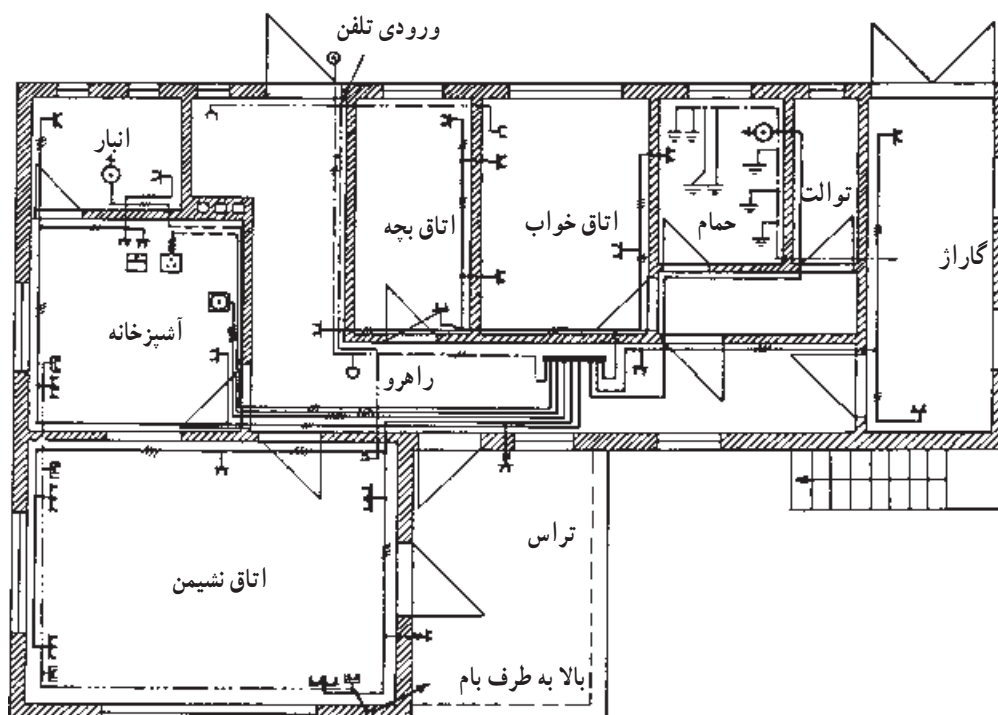 ورودی تلفن
انبار
توالت
حمام
اتاق خواب
اتاق بچه
گاراژ
آشپزخانه
راهرو
تراس
اتاق نشیمن
بالا به طرف بام